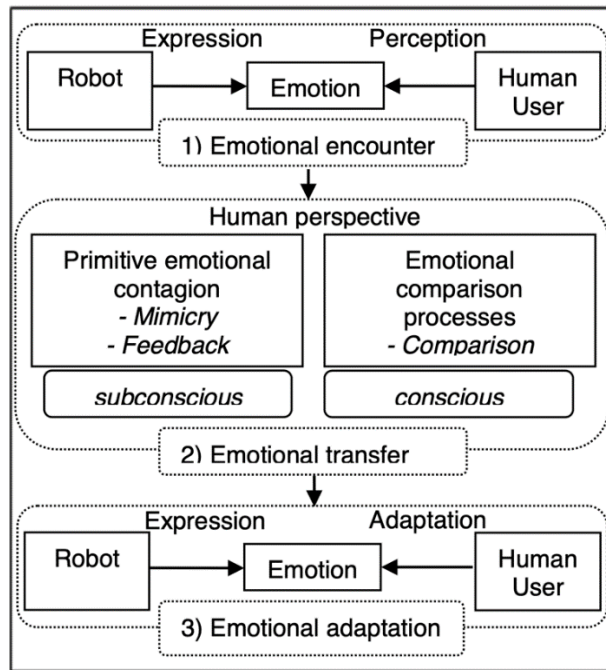 Expression Perception
Robot
Emotion
Human
User
1) Emotional encounter
Human perspective
Primitive emotional
contagion
- Mimicry
- Feedback
subconscious
Emotional
comparison
processes
- Comparison
conscious
2) Emotional transfer
Expression Adaptation
Robot
Emotion
Human
User
3) Emotional adaptation